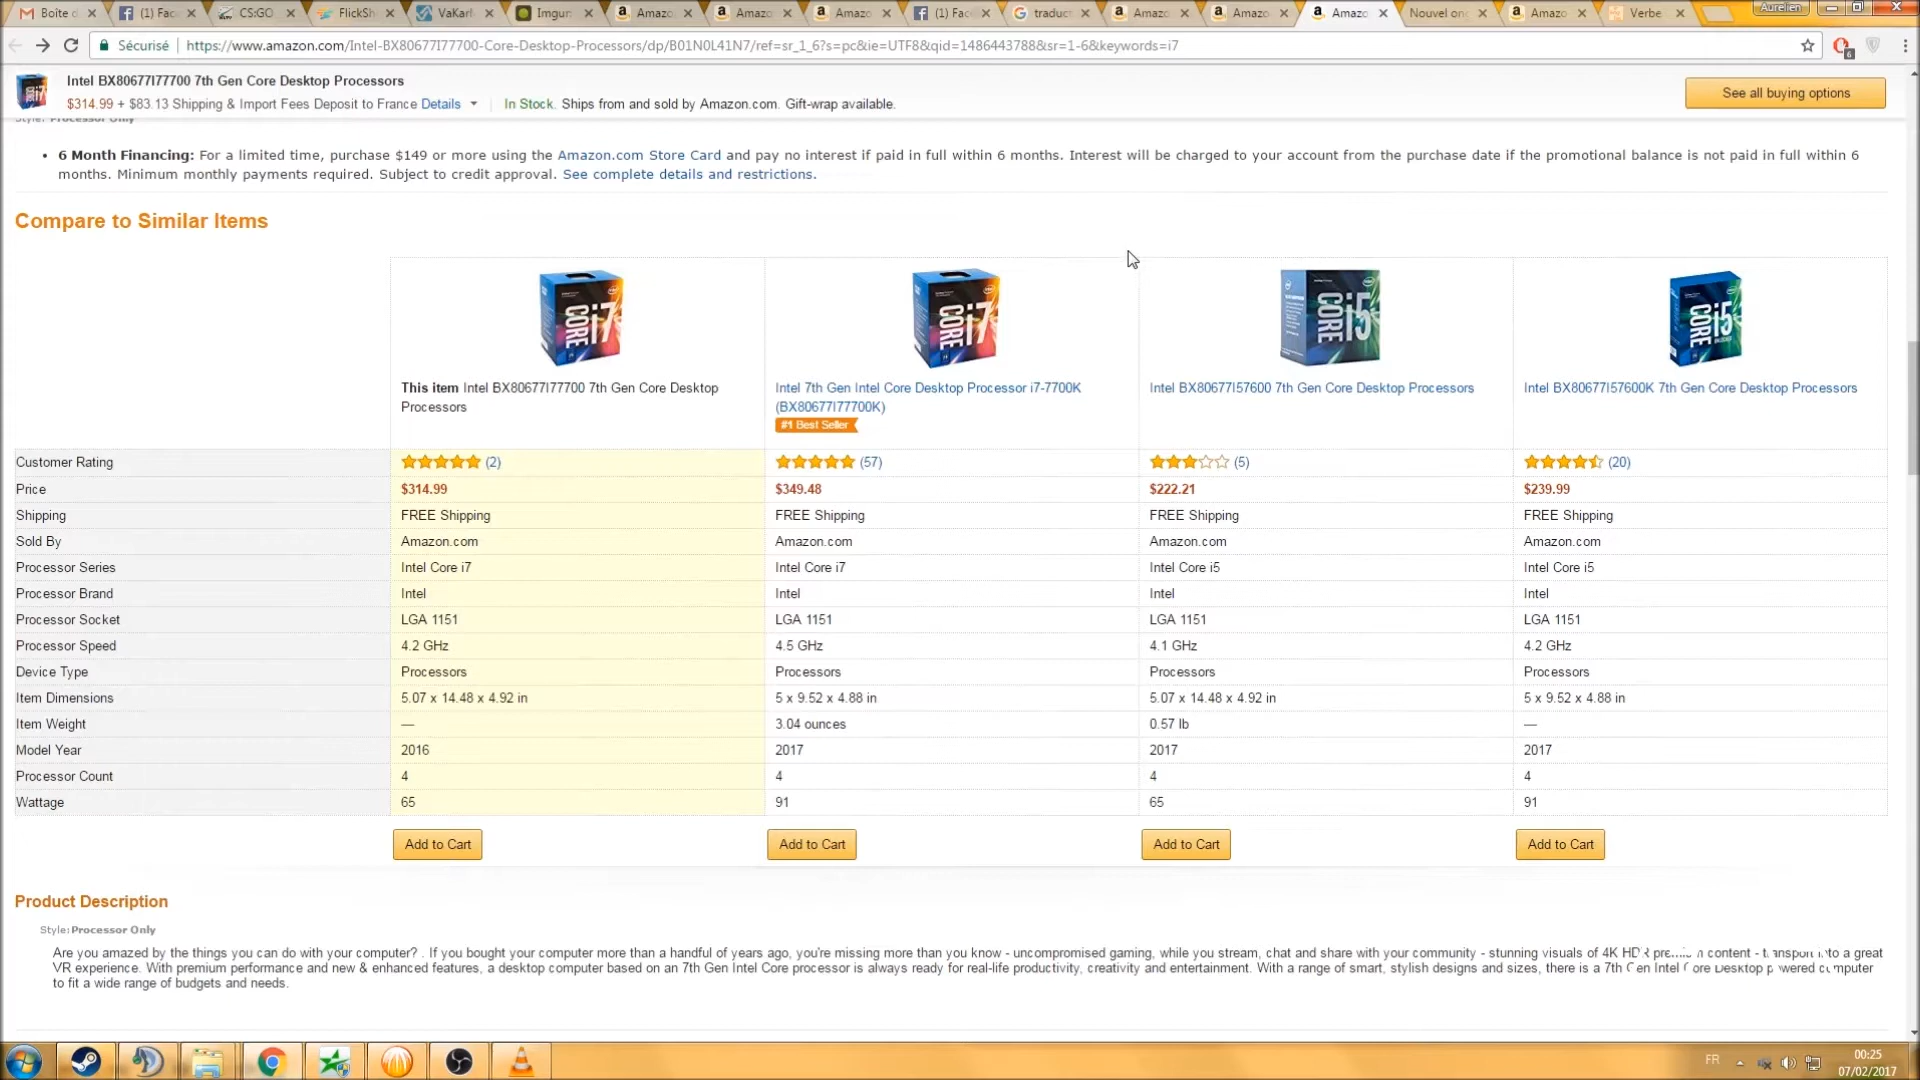 Boîte d
(1) Fac
CS:GO
FlickSh
VaKarl
Imgur:
Amazo
Amazo
Amazo
(1) Fac
traduct
Amazo
Amazo
Amazo
Nouvel on
Amazo
Verbe
Aurelien
Sécurisé
https://www.amazon.com/Intel-BX80677I77700-Core-Desktop-Processors/dp/B01N0L41N7/ref=sr_1_6?s=pc&ie=UTF8&qid=1486443788&sr=1-6&keywords=i7
6
Intel BX80677I77700 7th Gen Core Desktop Processors
$314.99 + $83.13 Shipping & Import Fees Deposit to France Details
In Stock. Ships from and sold by Amazon.com. Gift-wrap available.
See all buying options
Style: Processor Only
• 6 Month Financing: For a limited time, purchase $149 or more using the Amazon.com Store Card and pay no interest if paid in full within 6 months. Interest will be charged to your account from the purchase date if the promotional balance is not paid in full within 6
months. Minimum monthly payments required. Subject to credit approval. See complete details and restrictions.
Compare to Similar Items
CORE i7
CORE i7
CORE i5
CORE i5
This item Intel BX80677I77700 7th Gen Core Desktop
Processors
Intel 7th Gen Intel Core Desktop Processor i7-7700K
(BX80677I77700K)
#1 Best Seller
Intel BX80677I57600 7th Gen Core Desktop Processors
Intel BX80677I57600K 7th Gen Core Desktop Processors
Customer Rating (2) (57) (5) (20)
Price $314.99 $349.48 $222.21 $239.99
Shipping FREE Shipping FREE Shipping FREE Shipping FREE Shipping
Sold By Amazon.com Amazon.com Amazon.com Amazon.com
Processor Series Intel Core i7 Intel Core i7 Intel Core i5 Intel Core i5
Processor Brand Intel Intel Intel Intel
Processor Socket LGA 1151 LGA 1151 LGA 1151 LGA 1151
Processor Speed 4.2 GHz 4.5 GHz 4.1 GHz 4.2 GHz
Device Type Processors Processors Processors Processors
Item Dimensions 5.07 x 14.48 x 4.92 in 5 x 9.52 x 4.88 in 5.07 x 14.48 x 4.92 in 5 x 9.52 x 4.88 in
Item Weight — 3.04 ounces 0.57 lb —
Model Year 2016 2017 2017 2017
Processor Count 4 4 4 4
Wattage 65 91 65 91
Add to Cart Add to Cart Add to Cart Add to Cart
Product Description
Style: Processor Only
Are you amazed by the things you can do with your computer? . If you bought your computer more than a handful of years ago, you're missing more than you know - uncompromised gaming, while you stream, chat and share with your community - stunning visuals of 4K HDR content - into a great
VR experience. With premium performance and new & enhanced features, a desktop computer based on an 7th Gen Intel Core processor is always ready for real-life productivity, creativity and entertainment. With a range of smart, stylish designs and sizes, there is a 7th Gen Intel Core Desktop powered computer
to fit a wide range of budgets and needs.
FR
00:25
07/02/2017